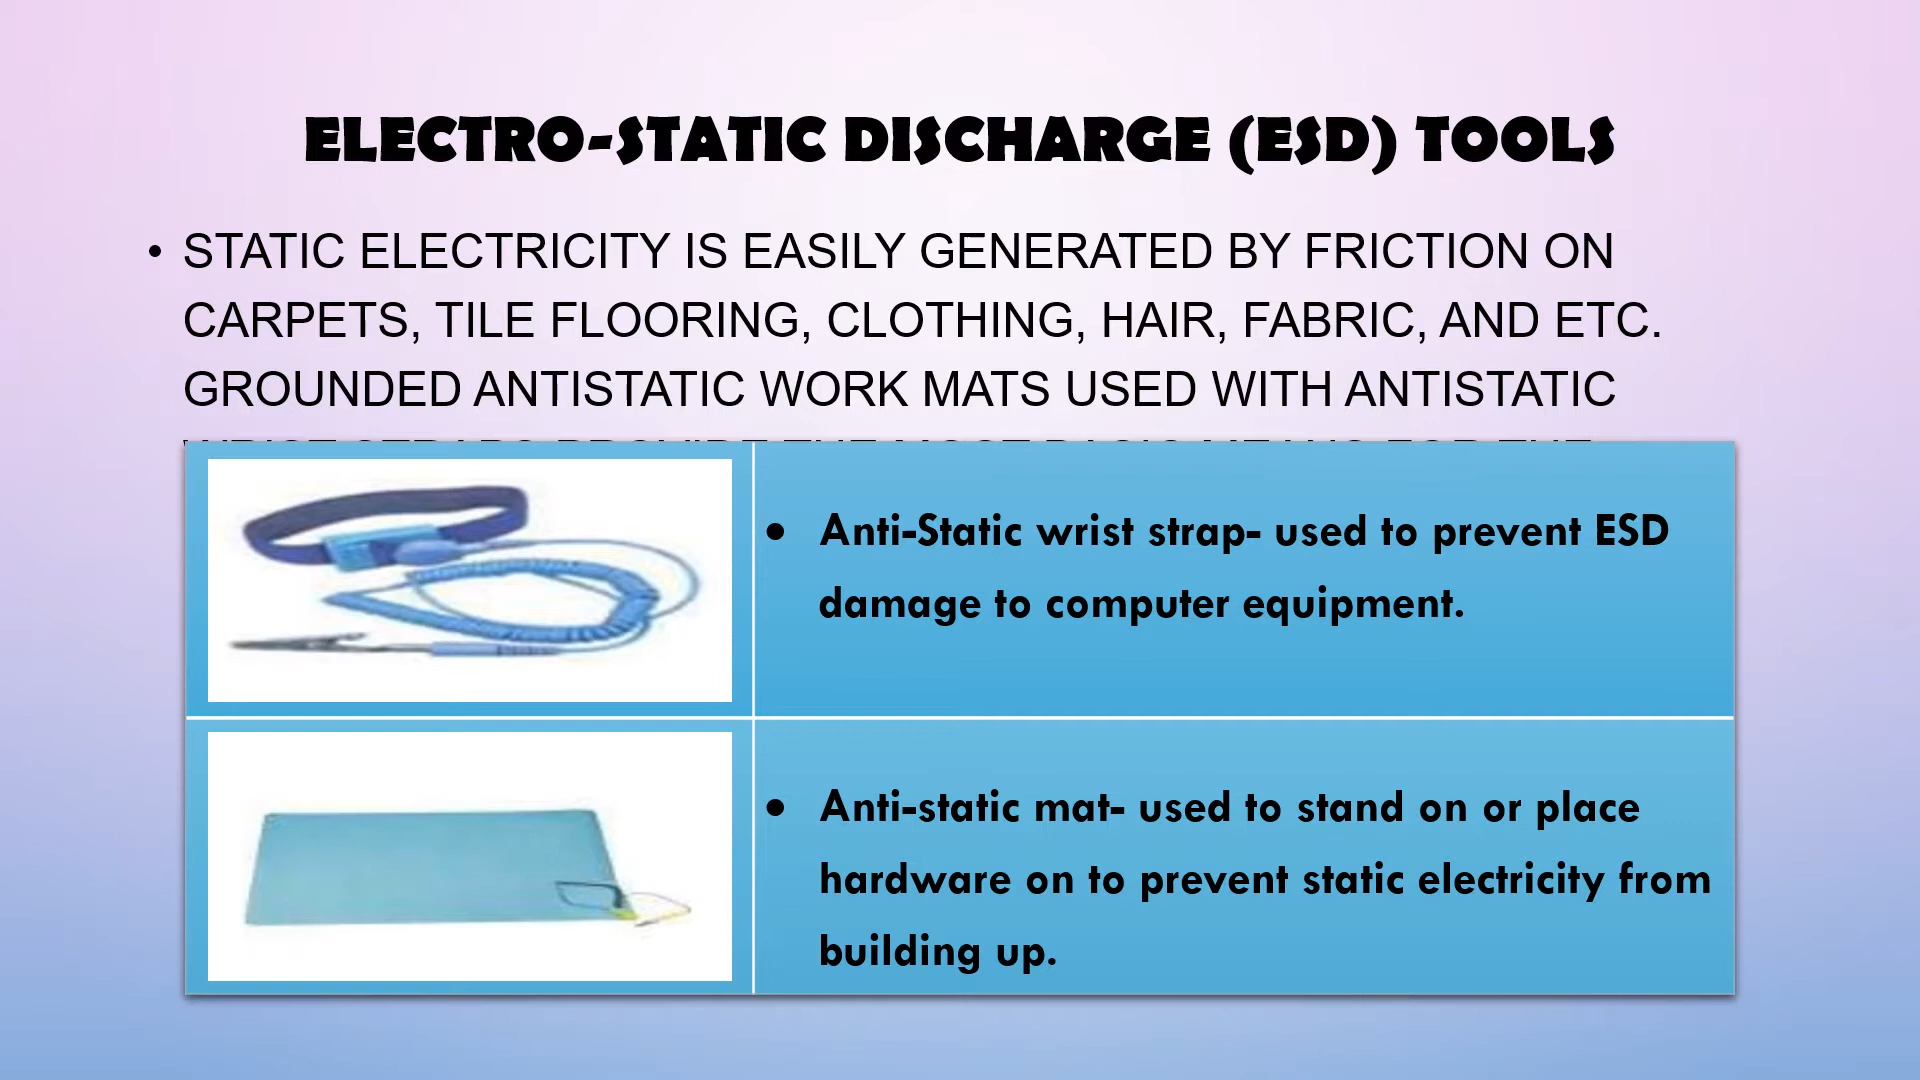 ELECTRO-STATIC DISCHARGE (ESD) TOOLS
• STATIC ELECTRICITY IS EASILY GENERATED BY FRICTION ON
CARPETS, TILE FLOORING, CLOTHING, HAIR, FABRIC, AND ETC.
GROUNDED ANTISTATIC WORK MATS USED WITH ANTISTATIC
• Anti-Static wrist strap- used to prevent ESD
damage to computer equipment.
• Anti-static mat- used to stand on or place
hardware on to prevent static electricity from
building up.